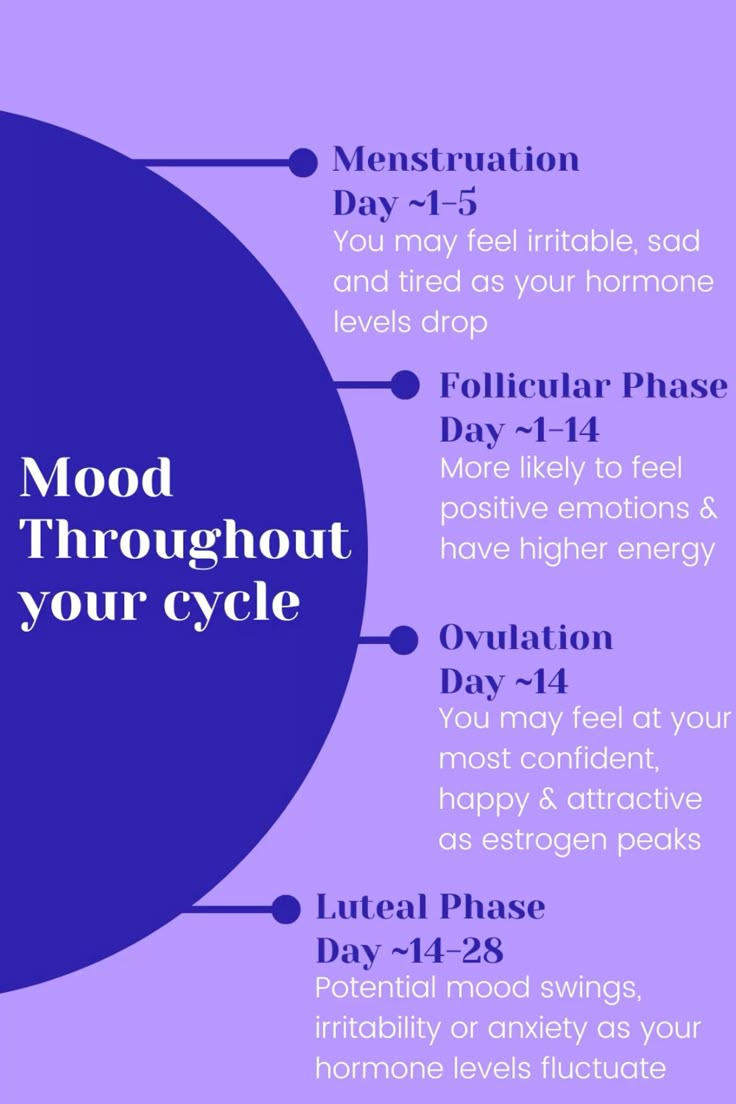 Mood
Throughout
your cycle
Menstruation
Day ~1-5
You may feel irritable, sad
and tired as your hormone
levels drop
Follicular Phase
Day ~1-14
More likely to feel
positive emotions &
have higher energy
Ovulation
Day ~14
You may feel at your
most confident,
happy & attractive
as estrogen peaks
Luteal Phase
Day ~14-28
Potential mood swings,
irritability or anxiety as your
hormone levels fluctuate